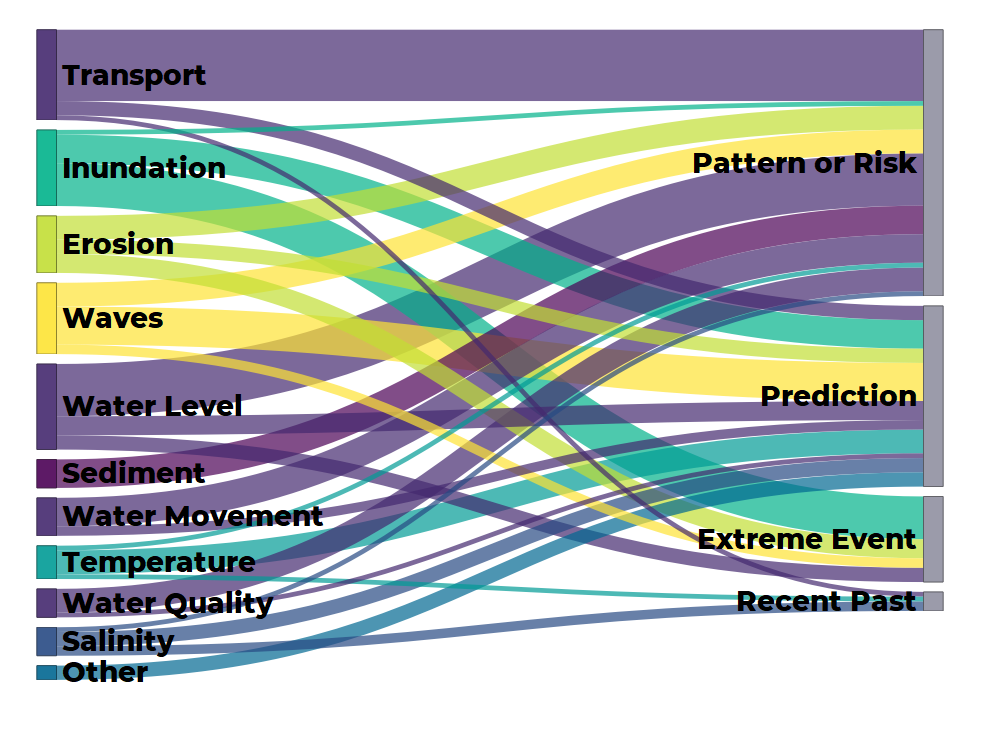 Transport
Inundation
Erosion
Waves
Water Level
Sediment
Water Movement
Temperature
Water Quality
Salinity
Other
Pattern or Risk
Prediction
Extreme Event
Recent Past